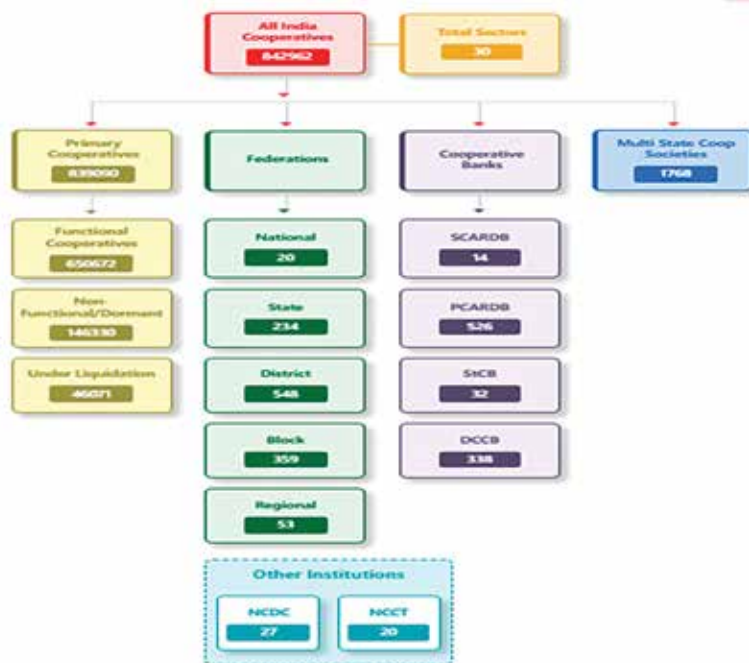 All India
Cooperatives
842962
Total Sectors
30
Primary
Cooperatives
Functional
Cooperatives
650672
Non-
Functional/Dormant
146330
Under Liquidation
46071
Federations
National
20
State
234
District
548
Block
359
Regional
53
Cooperative
Banks
SCARDB
14
PCARDB
526
StCB
32
DCCB
338
Multi State Coop
Societies
1768
Other Institutions
NCDC
27
NCCT
20